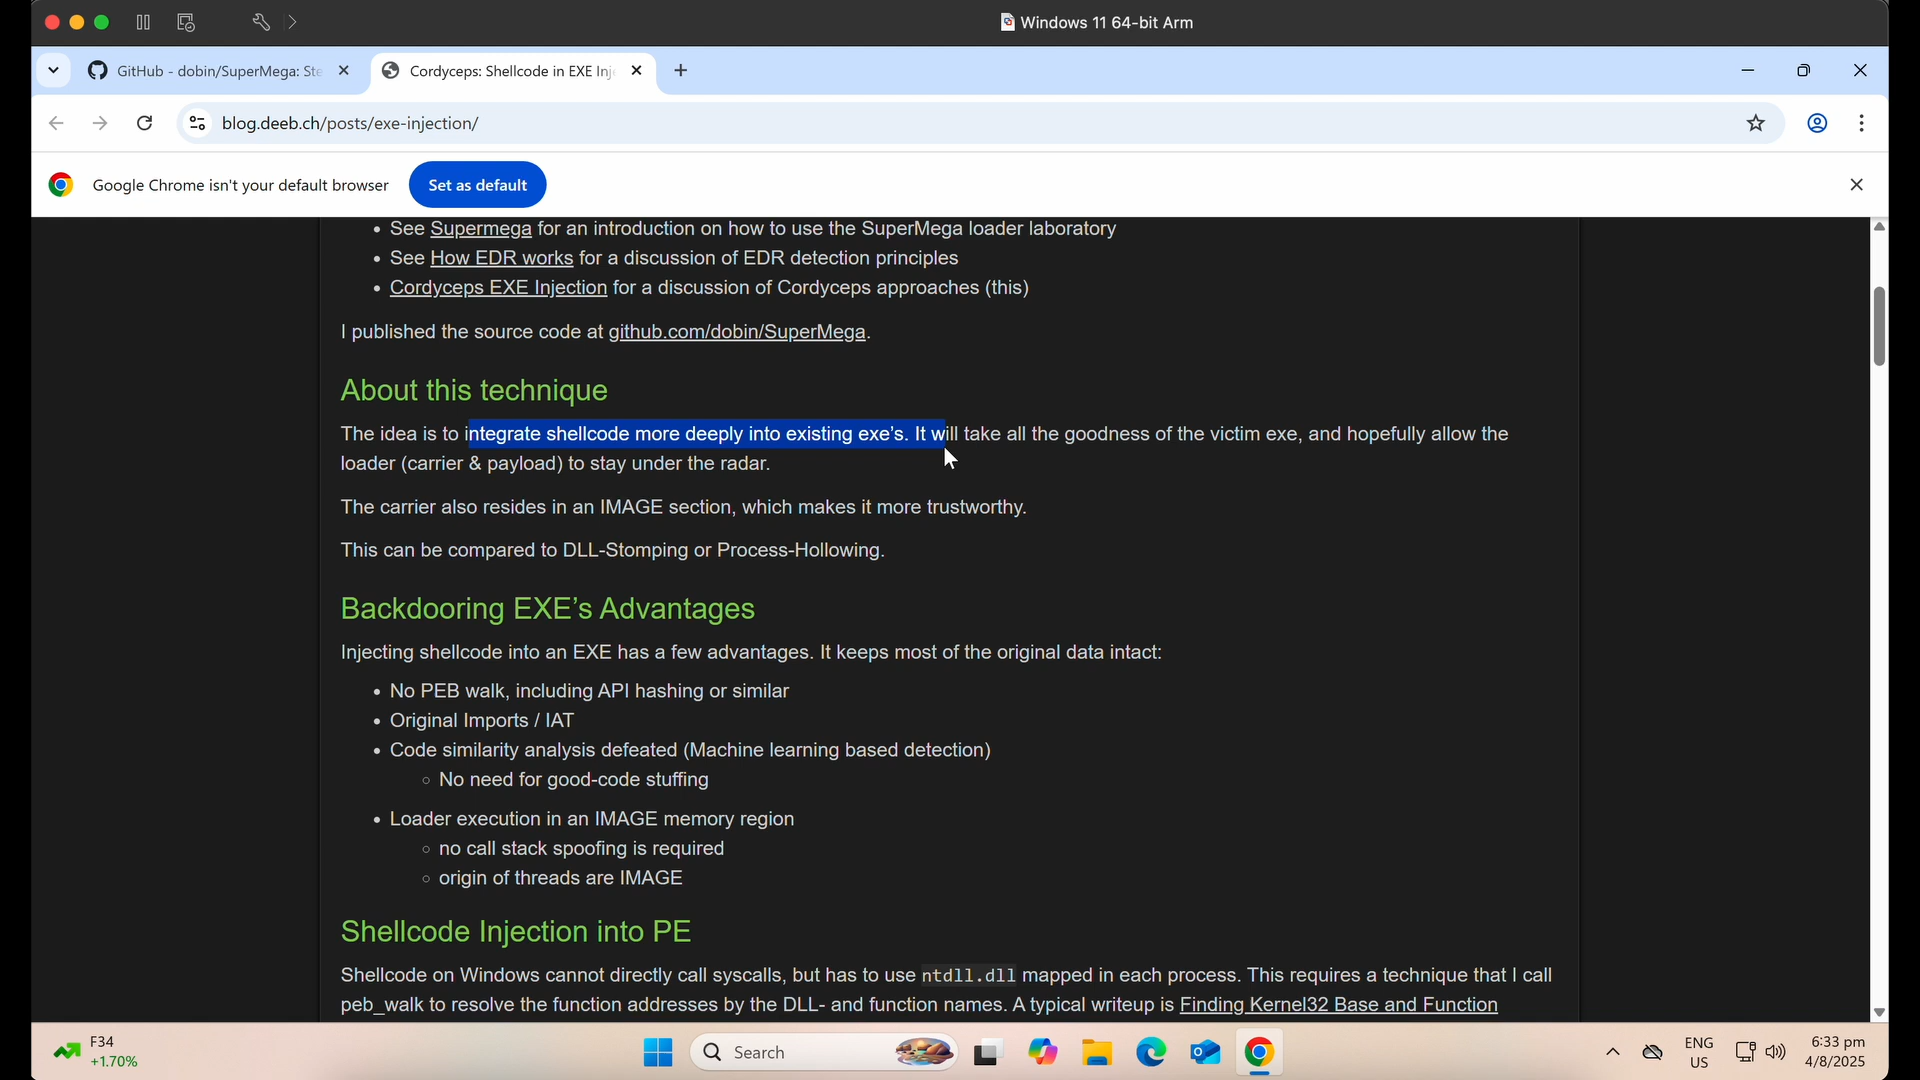 Windows 11 64-bit Arm
GitHub - dobin/SuperMega: Ste
Cordyceps: Shellcode in EXE Inj
blog.deeb.ch/posts/exe-injection/
Google Chrome isn't your default browser
Set as default
• See Supermega for an introduction on how to use the SuperMega loader laboratory
• See How EDR works for a discussion of EDR detection principles
• Cordyceps EXE Injection for a discussion of Cordyceps approaches (this)
I published the source code at github.com/dobin/SuperMega.
About this technique
The idea is to integrate shellcode more deeply into existing exe's. It will take all the goodness of the victim exe, and hopefully allow the
loader (carrier & payload) to stay under the radar.
The carrier also resides in an IMAGE section, which makes it more trustworthy.
This can be compared to DLL-Stomping or Process-Hollowing.
Backdooring EXE's Advantages
Injecting shellcode into an EXE has a few advantages. It keeps most of the original data intact:
• No PEB walk, including API hashing or similar
• Original Imports / IAT
• Code similarity analysis defeated (Machine learning based detection)
◦ No need for good-code stuffing
• Loader execution in an IMAGE memory region
◦ no call stack spoofing is required
◦ origin of threads are IMAGE
Shellcode Injection into PE
Shellcode on Windows cannot directly call syscalls, but has to use ntdll.dll mapped in each process. This requires a technique that I call
peb_walk to resolve the function addresses by the DLL- and function names. A typical writeup is Finding Kernel32 Base and Function
F34
+1.70%
Search
ENG
US
6:33 pm
4/8/2025